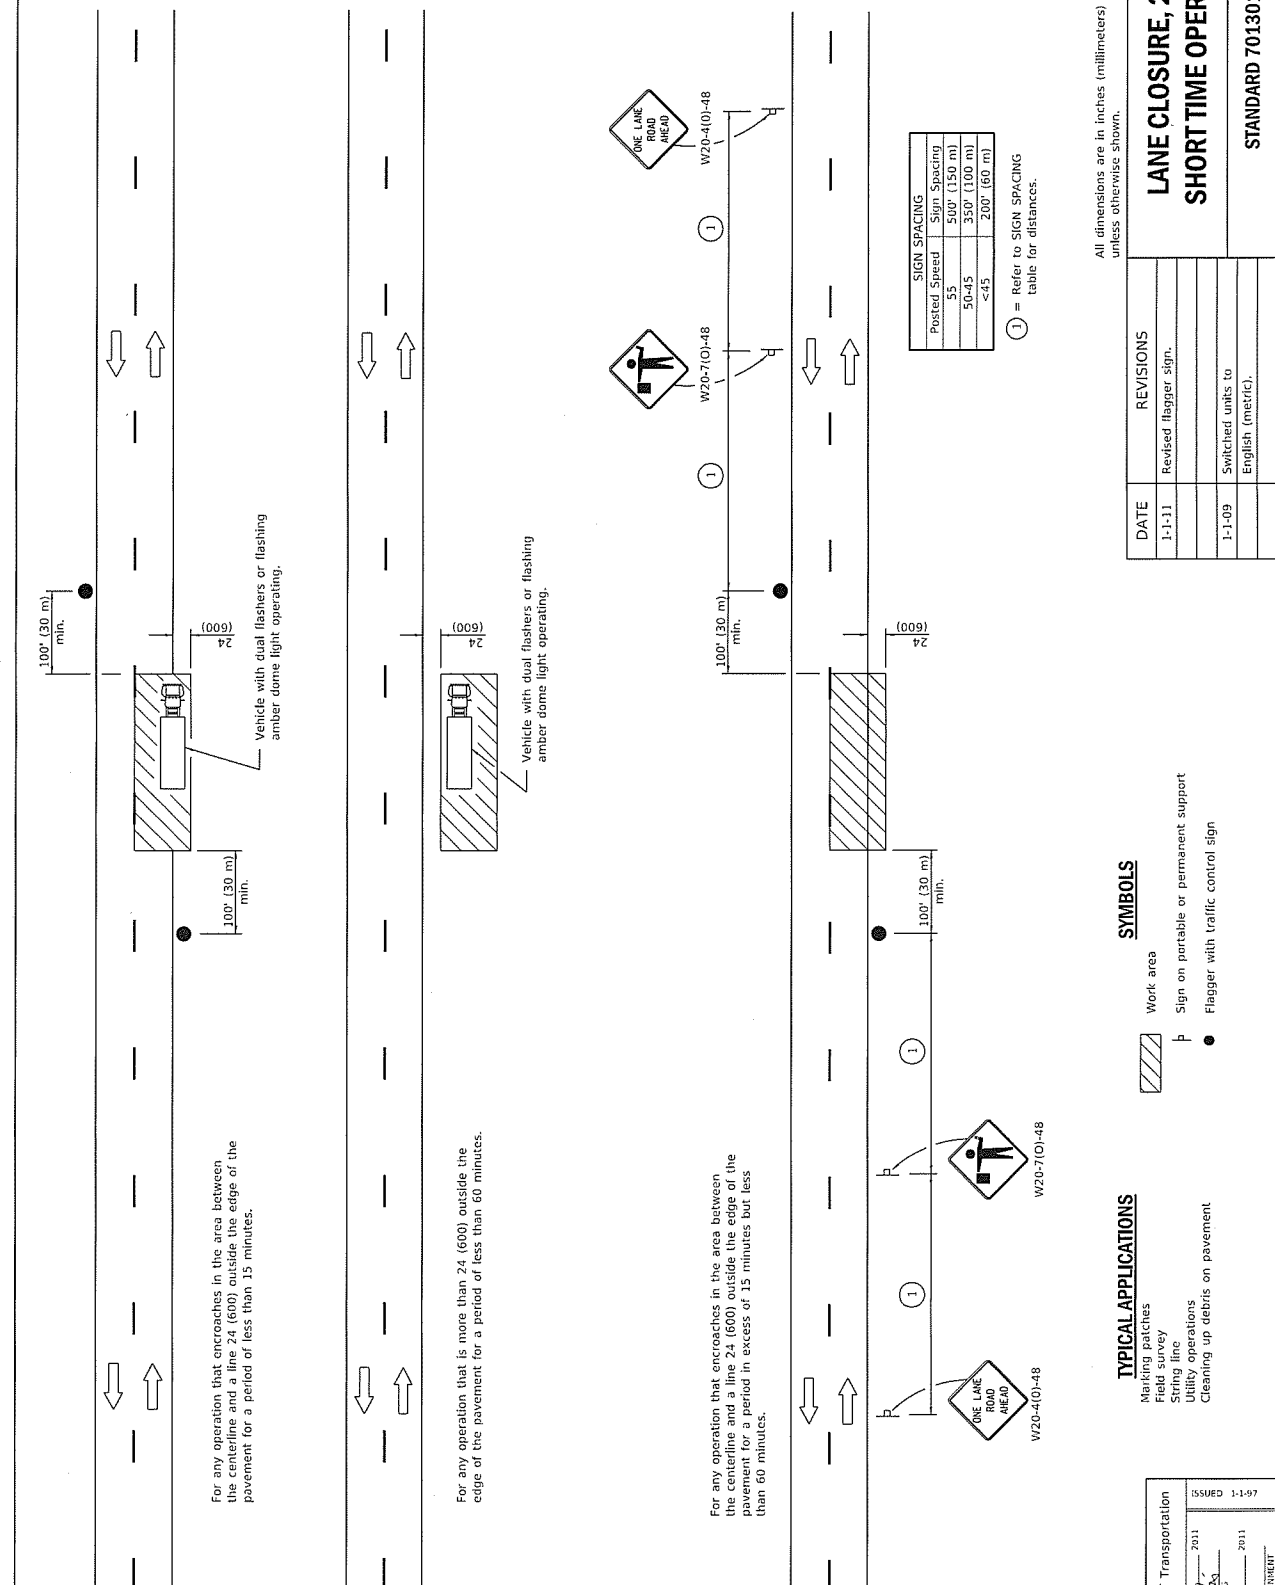 100' (30 m)
min.
24
(600)
100' (30 m)
min.
Vehicle with dual flashers or flashing
amber dome light operating.
For any operation that encroaches in the area between
the centerline and a line 24 (600) outside the edge of the
pavement for a period of less than 15 minutes.
24
(600)
Vehicle with dual flashers or flashing
amber dome light operating.
For any operation that is more than 24 (600) outside the
edge of the pavement for a period of less than 60 minutes.
ONE LANE
ROAD
AHEAD
W20-4(O)-48
W20-7(O)-48
1
1
100' (30 m)
min.
24
(600)
100' (30 m)
min.
1
1
For any operation that encroaches in the area between
the centerline and a line 24 (600) outside the edge of the
pavement for a period in excess of 15 minutes but less
than 60 minutes.
W20-7(O)-48
ONE LANE
ROAD
AHEAD
W20-4(O)-48
SIGN SPACING
Posted Speed Sign Spacing
55 500' (150 m)
50-45 350' (100 m)
<45 200' (60 m)
1 = Refer to SIGN SPACING
table for distances.
TYPICAL APPLICATIONS
Marking patches
Field survey
String line
Utility operations
Cleaning up debris on pavement
SYMBOLS
Work area
Sign on portable or permanent support
Flagger with traffic control sign
All dimensions are in inches (millimeters)
unless otherwise shown.
Transportation
ISSUED 1-1-97
2011
2011
DATE REVISIONS
1-1-11 Revised flagger sign.
1-1-09 Switched units to
English (metric).
LANE CLOSURE, 2
SHORT TIME OPER
STANDARD 701301